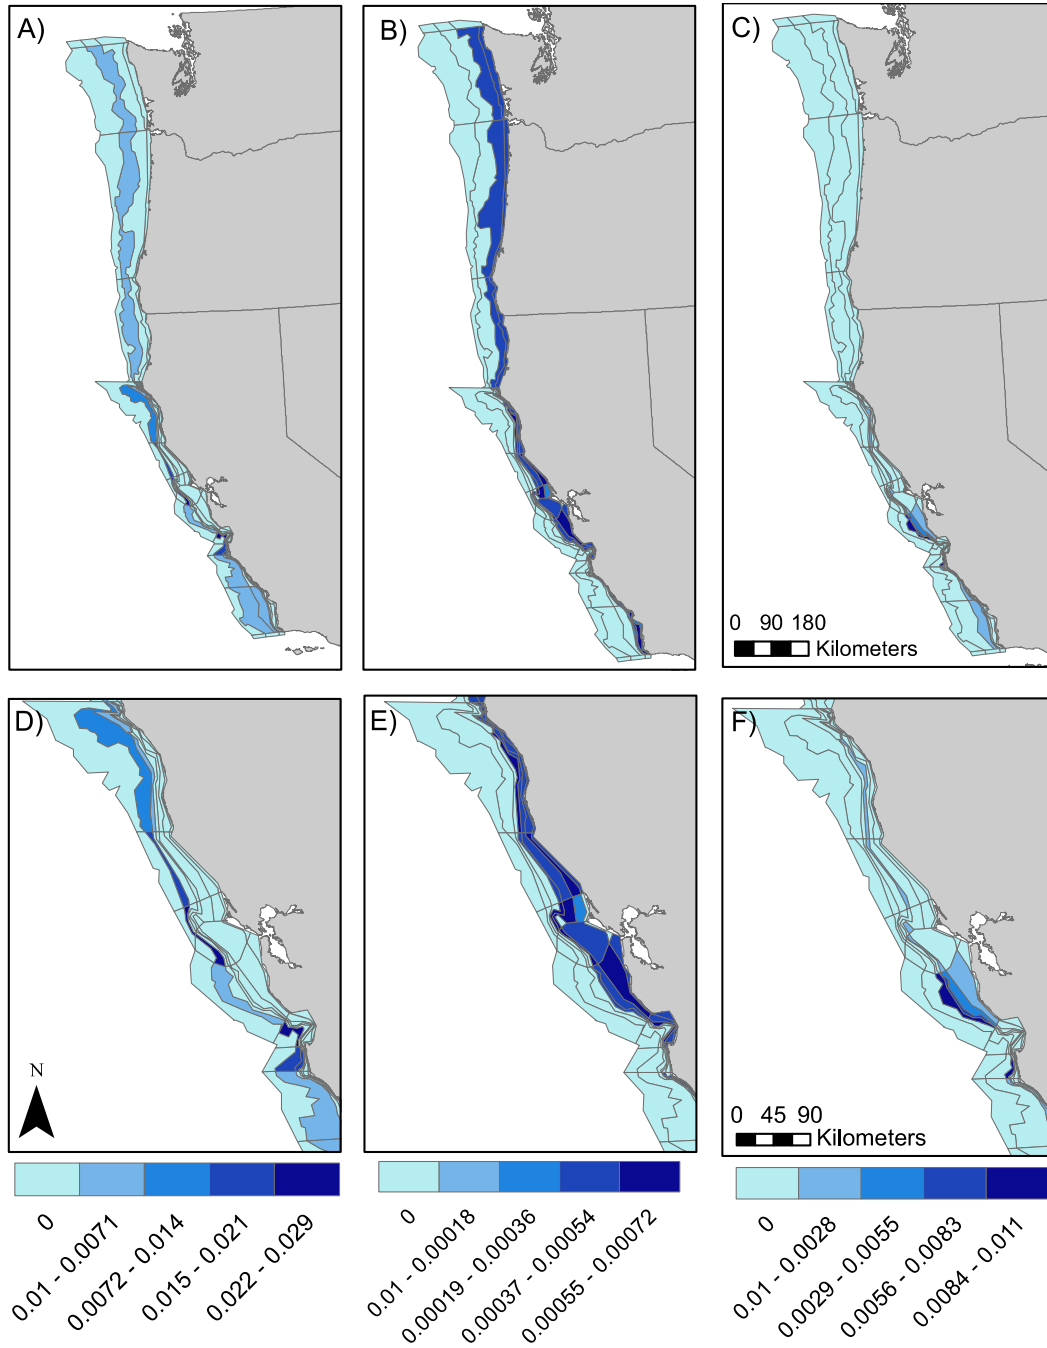 A)
B)
C)
0 90 180
Kilometers
D)
E)
F)
N
0 45 90
Kilometers
0
0.01 - 0.0071
0.0072 - 0.014
0.015 - 0.021
0.022 - 0.029
0
0.01 - 0.00018
0.00019 - 0.00036
0.00037 - 0.00054
0.00055 - 0.00072
0
0.01 - 0.0028
0.0029 - 0.0055
0.0056 - 0.0083
0.0084 - 0.011